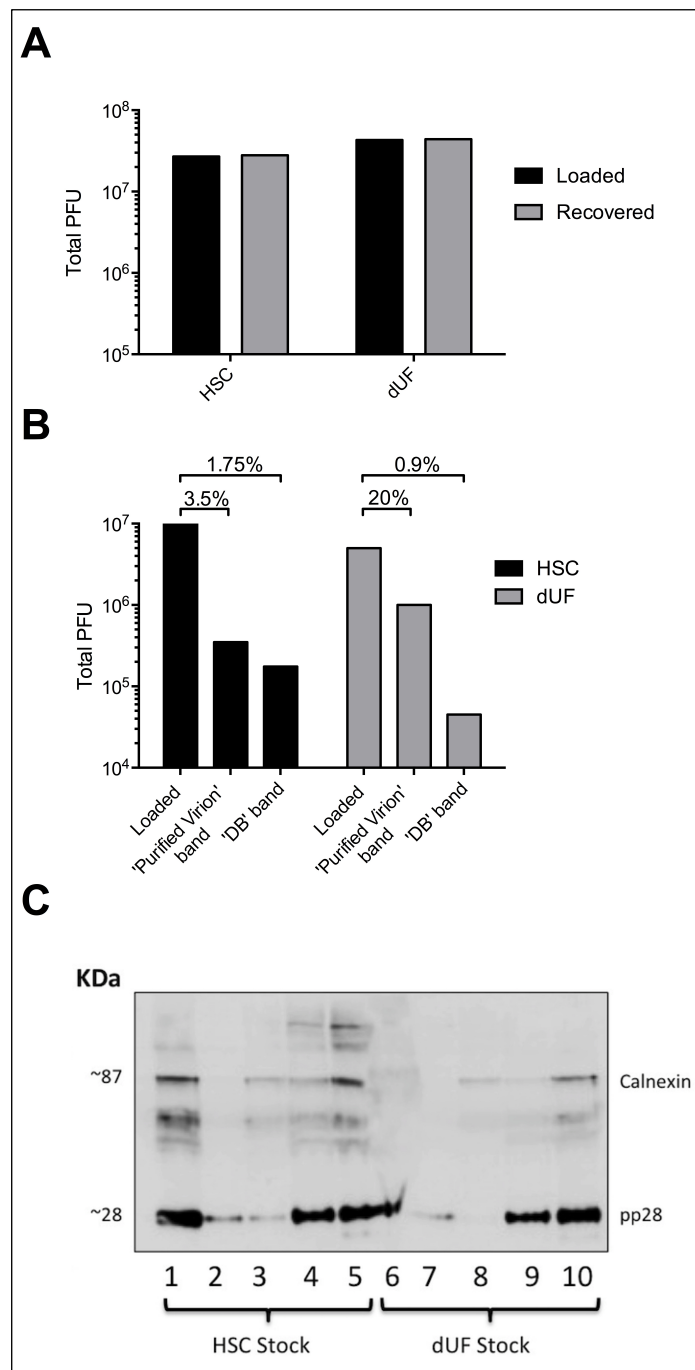 A
Total PFU
10⁸
10⁷
10⁶
10⁵
HSC
dUF
Loaded
Recovered
B
1.75%
3.5%
0.9%
20%
Total PFU
10⁷
10⁶
10⁵
10⁴
HSC
dUF
Loaded
'Purified Virion'
band
'DB' band
Loaded
'Purified Virion'
band
'DB' band
C
KDa
~87
Calnexin
~28
pp28
1 2 3 4 5 6 7 8 9 10
HSC Stock
dUF Stock